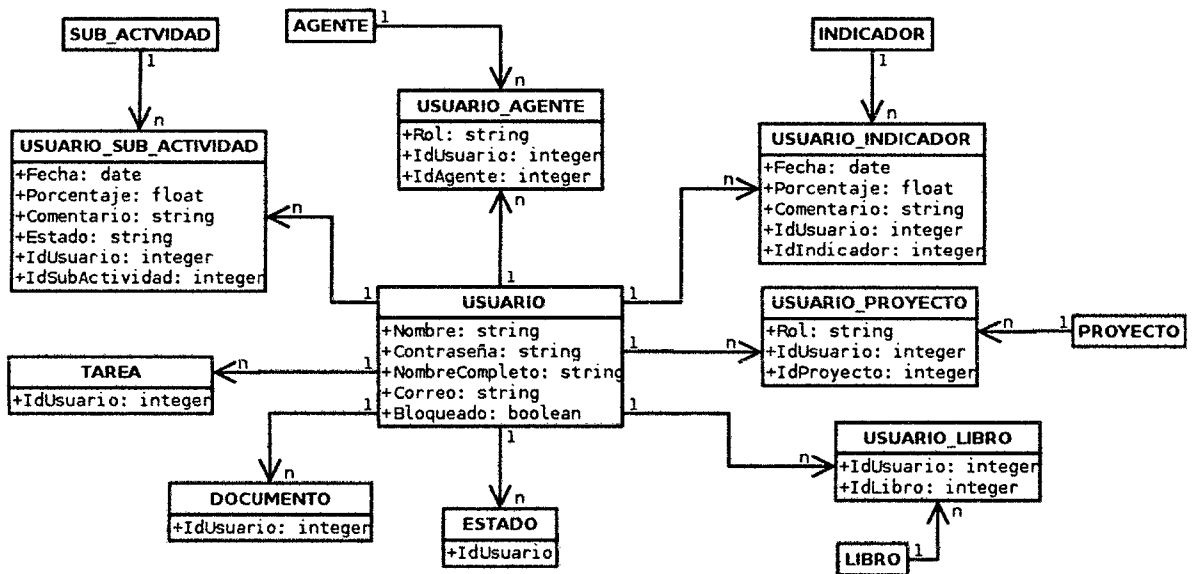 SUB_ACTVIDAD
1
n
AGENTE
1
n
INDICADOR
1
n
USUARIO_SUB_ACTIVIDAD
+Fecha: date
+Porcentaje: float
+Comentario: string
+Estado: string
+IdUsuario: integer
+IdSubActividad: integer
n
1
USUARIO_AGENTE
+Rol: string
+IdUsuario: integer
+IdAgente: integer
n
1
USUARIO_INDICADOR
+Fecha: date
+Porcentaje: float
+Comentario: string
+IdUsuario: integer
+IdIndicador: integer
n
1
USUARIO
+Nombre: string
+Contraseña: string
+NombreCompleto: string
+Correo: string
+Bloqueado: boolean
USUARIO_PROYECTO
+Rol: string
+IdUsuario: integer
+IdProyecto: integer
n
1
n
1
PROYECTO
TAREA
+IdUsuario: integer
n
1
DOCUMENTO
+IdUsuario: integer
n
1
ESTADO
+IdUsuario
n
1
USUARIO_LIBRO
+IdUsuario: integer
+IdLibro: integer
n
1
n
1
LIBRO